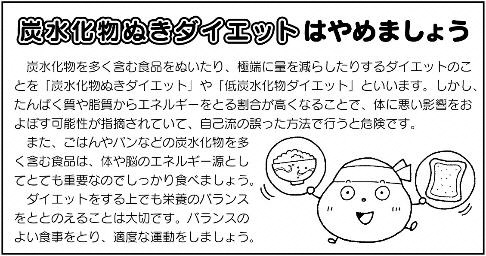 炭水化物ぬきダイエットはやめましょう
　炭水化物を多く含む食品をぬいたり、極端に量を減らしたりするダイエットのこ
とを「炭水化物ぬきダイエット」や「低炭水化物ダイエット」といいます。しかし、
たんぱく質や脂質からエネルギーをとる割合が高くなることで、体に悪い影響をお
よぼす可能性が指摘されていて、自己流の誤った方法で行うと危険です。
　また、ごはんやパンなどの炭水化物を多
く含む食品は、体や脳のエネルギー源とし
てとても重要なのでしっかり食べましょう。
　ダイエットをする上でも栄養のバランス
をととのえることは大切です。バランスの
よい食事をとり、適度な運動をしましょう。